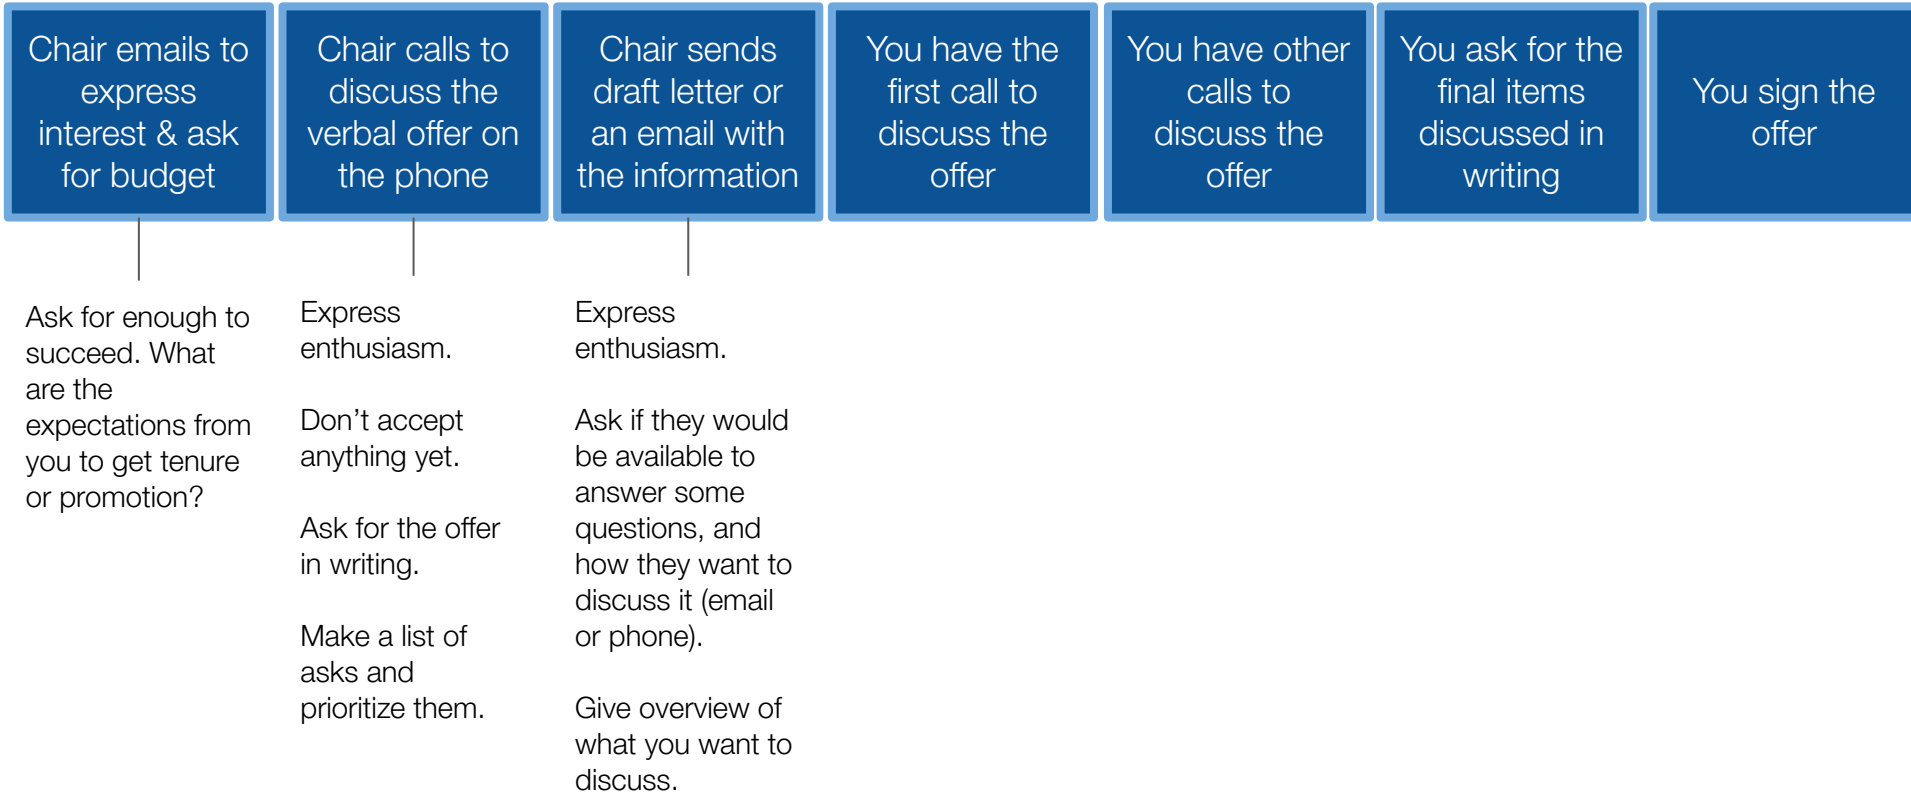 Chair emails to
express
interest & ask
for budget
Chair calls to
discuss the
verbal offer on
the phone
Chair sends
draft letter or
an email with
the information
You have the
first call to
discuss the
offer
You have other
calls to
discuss the
offer
You ask for the
final items
discussed in
writing
You sign the
offer
Ask for enough to
succeed. What
are the
expectations from
you to get tenure
or promotion?
Express
enthusiasm.
Don’t accept
anything yet.
Ask for the offer
in writing.
Make a list of
asks and
prioritize them.
Express
enthusiasm.
Ask if they would
be available to
answer some
questions, and
how they want to
discuss it (email
or phone).
Give overview of
what you want to
discuss.